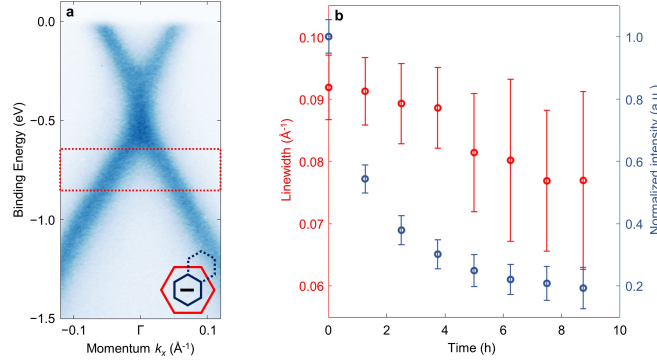 a
0.0
−0.5
−1.0
−1.5
Binding Energy (eV)
−0.1
Γ
0.1
Momentum kx (Å-1)
b
0.10
0.09
0.08
0.07
0.06
Linewidth (Å-1)
1.0
0.8
0.6
0.4
0.2
Normalized intensity (a.u.)
0
2
4
6
8
10
Time (h)